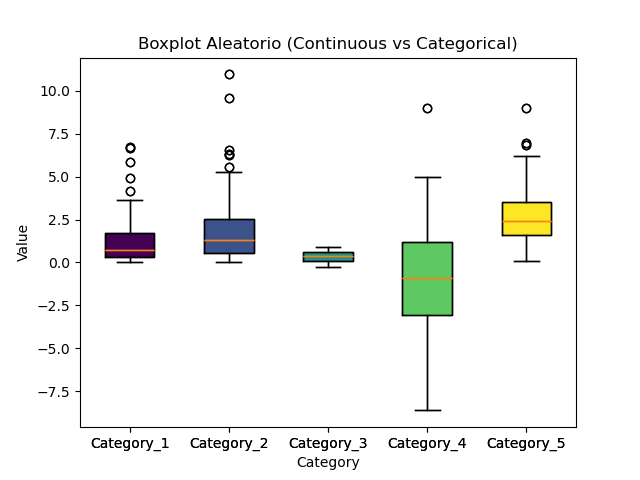 Boxplot Aleatorio (Continuous vs Categorical)
10.0
7.5
5.0
2.5
0.0
−2.5
−5.0
−7.5
Value
Category_1 Category_2 Category_3 Category_4 Category_5
Category